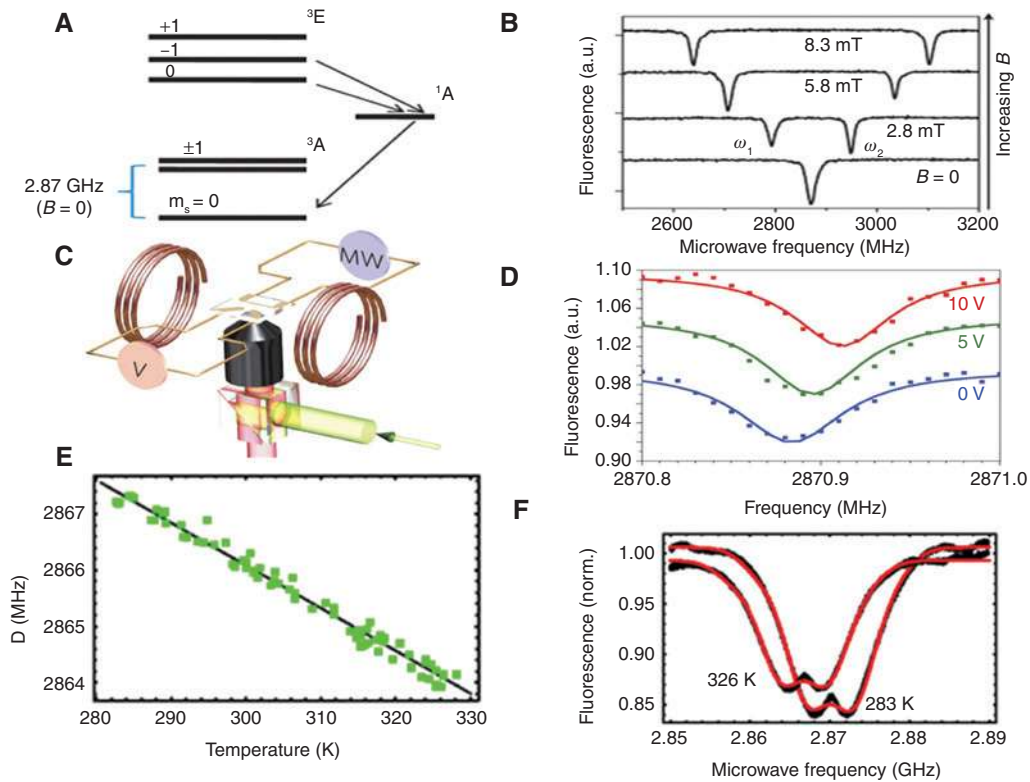 A
+1
³E
−1
0
¹A
±1
³A
2.87 GHz
(B = 0)
mₛ = 0
B
Fluorescence (a.u.)
8.3 mT
5.8 mT
2.8 mT
ω₁
ω₂
B = 0
Increasing B
2600
2800
3000
3200
Microwave frequency (MHz)
C
MW
V
D
Fluorescence (a.u.)
1.10
1.06
1.02
0.98
0.94
0.90
10 V
5 V
0 V
2870.8
2870.9
2871.0
Frequency (MHz)
E
D (MHz)
2867
2866
2865
2864
280
290
300
310
320
330
Temperature (K)
F
Fluorescence (norm.)
1.00
0.95
0.90
0.85
326 K
283 K
2.85
2.86
2.87
2.88
2.89
Microwave frequency (GHz)